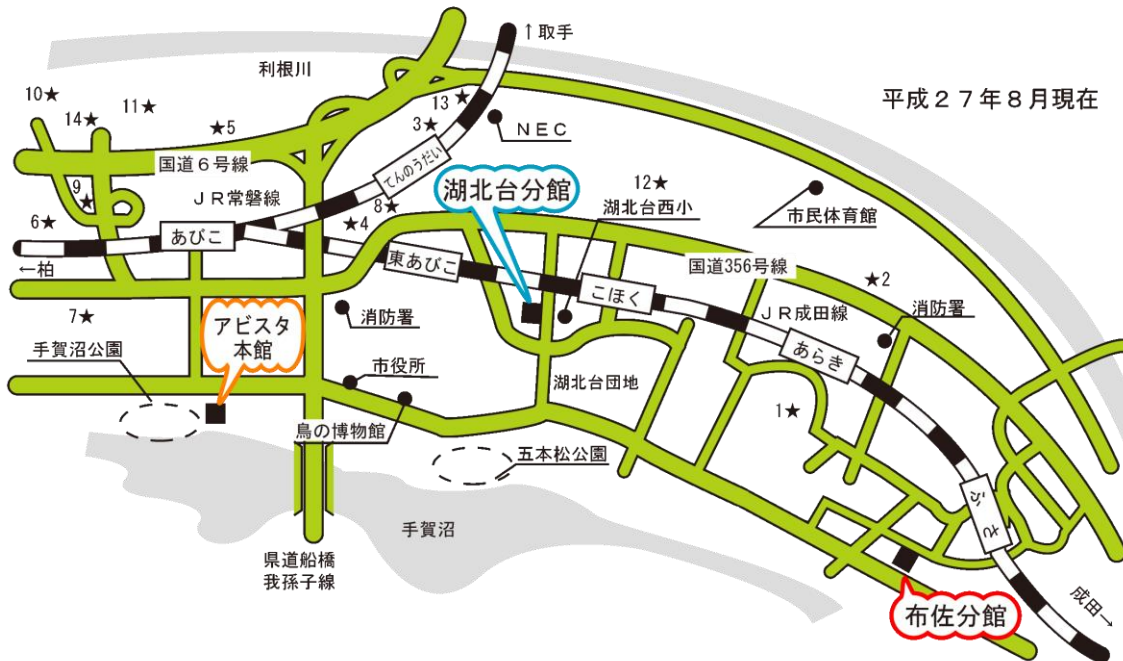 ↑取手
利根川
平成27年8月現在
10★
11★
13★
14★
★5
3★
NEC
国道6号線
てんのうだい
9★
JR常磐線
湖北台分館
12★
8★
湖北台西小
市民体育館
6★
あびこ
★4
東あびこ
国道356号線
←柏
こほく
★2
7★
アビスタ
本館
消防署
JR成田線
消防署
手賀沼公園
あらき
市役所
湖北台団地
1★
鳥の博物館
五本松公園
ふさ
手賀沼
県道船橋
我孫子線
布佐分館
成田→